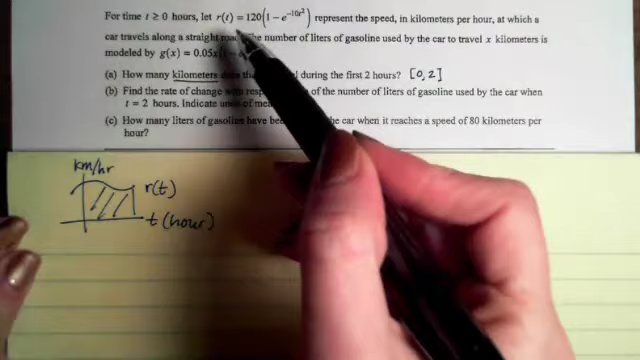 For time t ≥ 0 hours, let r(t) = 120(1 − e^{−10t²}) represent the speed, in kilometers per hour, at which a
car travels along a straight road. The number of liters of gasoline used by the car to travel x kilometers is
modeled by g(x) = 0.05x(1 −
(a) How many kilometers does the during the first 2 hours? [0, 2]
(b) Find the rate of change with respect of the number of liters of gasoline used by the car when
t = 2 hours. Indicate units of
(c) How many liters of gasoline have been the car when it reaches a speed of 80 kilometers per
hour?
km/hr
r(t)
t (hour)